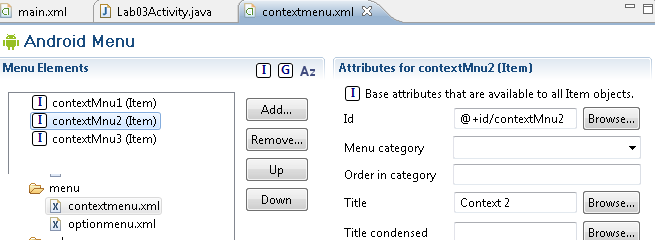 main.xml Lab03Activity.java contextmenu.xml
Android Menu
Menu Elements
I G Az
I contextMnu1 (Item)
I contextMnu2 (Item)
I contextMnu3 (Item)
Add...
Remove...
Up
Down
menu
contextmenu.xml
optionmenu.xml
Attributes for contextMnu2 (Item)
I Base attributes that are available to all Item objects.
Id @+id/contextMnu2 Browse...
Menu category
Order in category
Title Context 2 Browse...
Title condensed Browse...